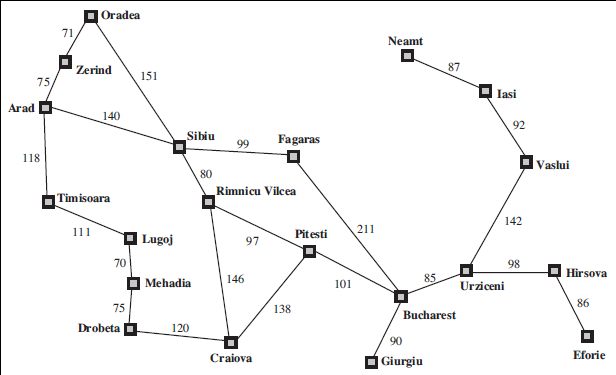 Oradea
71
Neamt
Zerind
87
151
75
Iasi
Arad
140
92
Sibiu
Fagaras
99
118
Vaslui
80
Timisoara
Rimnicu Vilcea
142
111
Pitesti
211
Lugoj
97
70
98
Hirsova
Mehadia
146
101
85
Urziceni
86
75
138
Bucharest
Drobeta
120
90
Eforie
Craiova
Giurgiu